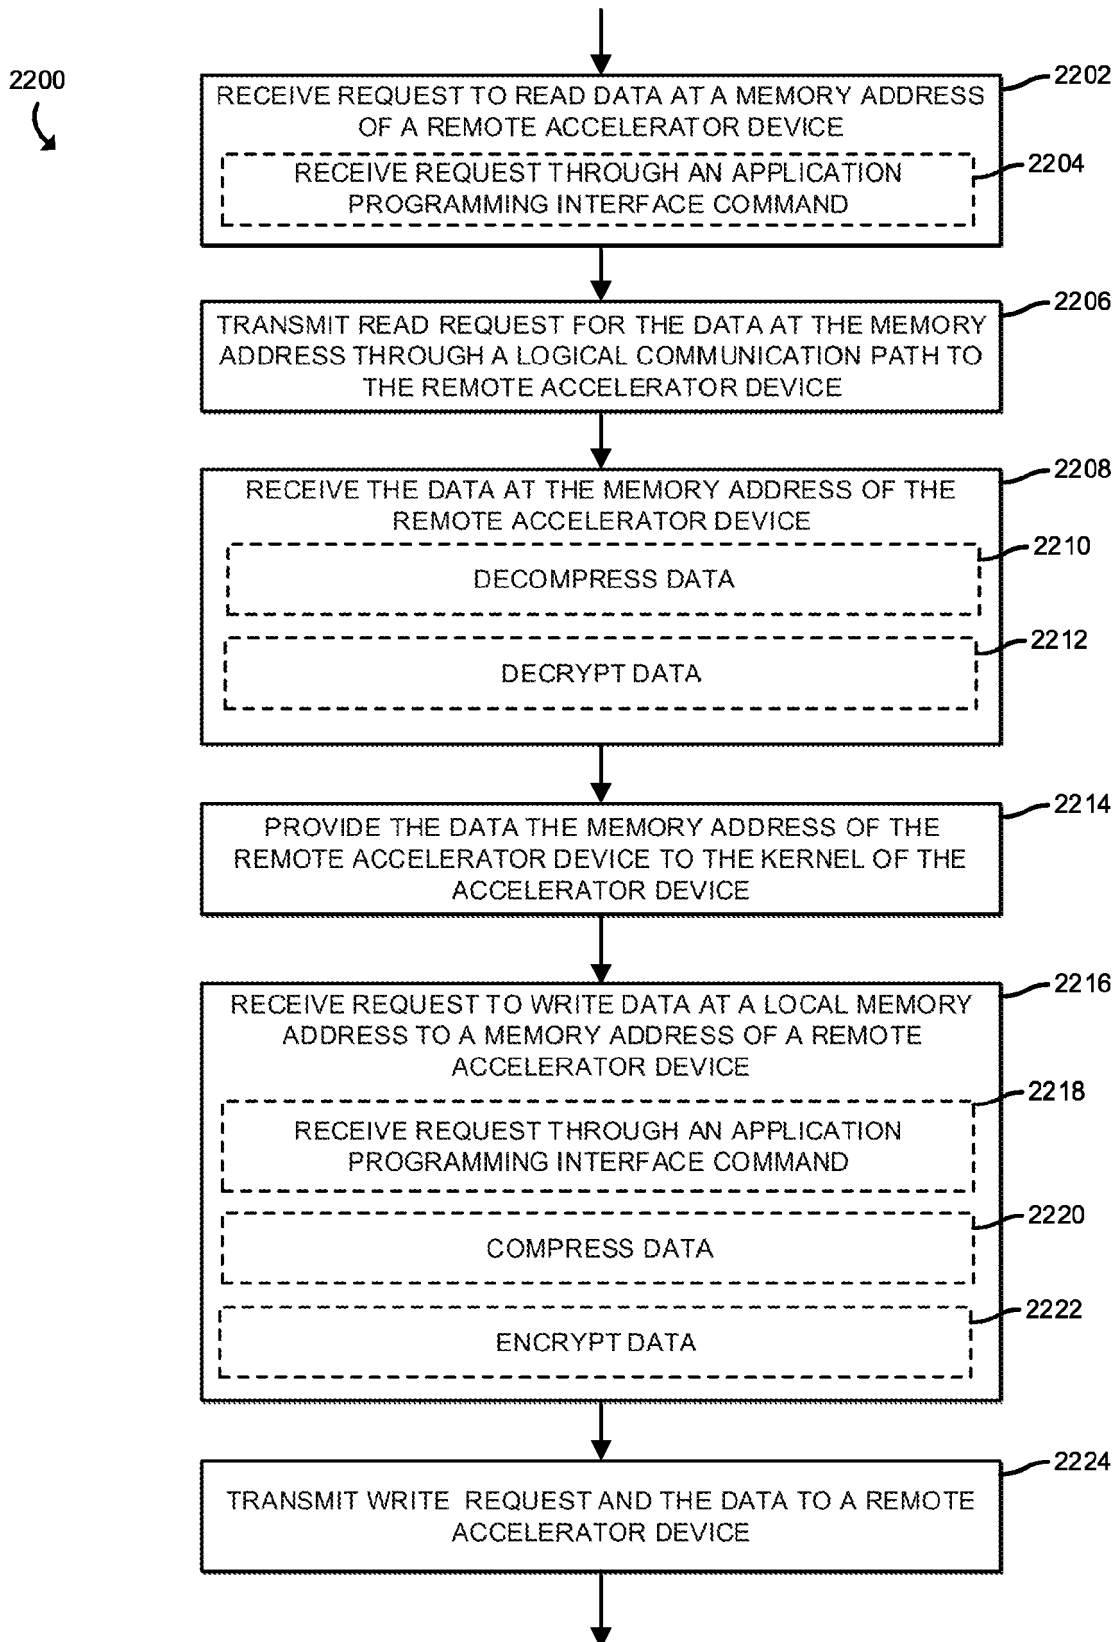 2200
2202
RECEIVE REQUEST TO READ DATA AT A MEMORY ADDRESS
OF A REMOTE ACCELERATOR DEVICE
2204
RECEIVE REQUEST THROUGH AN APPLICATION
PROGRAMMING INTERFACE COMMAND
2206
TRANSMIT READ REQUEST FOR THE DATA AT THE MEMORY
ADDRESS THROUGH A LOGICAL COMMUNICATION PATH TO
THE REMOTE ACCELERATOR DEVICE
2208
RECEIVE THE DATA AT THE MEMORY ADDRESS OF THE
REMOTE ACCELERATOR DEVICE
2210
DECOMPRESS DATA
2212
DECRYPT DATA
2214
PROVIDE THE DATA THE MEMORY ADDRESS OF THE
REMOTE ACCELERATOR DEVICE TO THE KERNEL OF THE
ACCELERATOR DEVICE
2216
RECEIVE REQUEST TO WRITE DATA AT A LOCAL MEMORY
ADDRESS TO A MEMORY ADDRESS OF A REMOTE
ACCELERATOR DEVICE
2218
RECEIVE REQUEST THROUGH AN APPLICATION
PROGRAMMING INTERFACE COMMAND
2220
COMPRESS DATA
2222
ENCRYPT DATA
2224
TRANSMIT WRITE REQUEST AND THE DATA TO A REMOTE
ACCELERATOR DEVICE